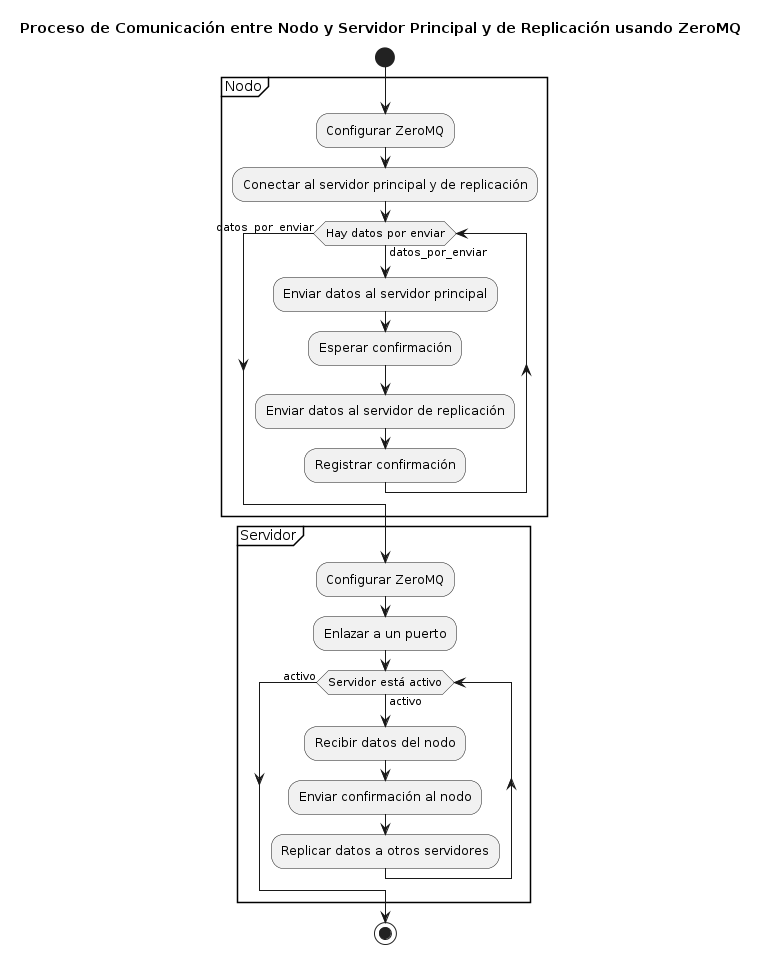 Proceso de Comunicación entre Nodo y Servidor Principal y de Replicación usando ZeroMQ
Nodo
Configurar ZeroMQ
Conectar al servidor principal y de replicación
datos_por_enviar
Hay datos por enviar
datos_por_enviar
Enviar datos al servidor principal
Esperar confirmación
Enviar datos al servidor de replicación
Registrar confirmación
Servidor
Configurar ZeroMQ
Enlazar a un puerto
activo
Servidor está activo
activo
Recibir datos del nodo
Enviar confirmación al nodo
Replicar datos a otros servidores